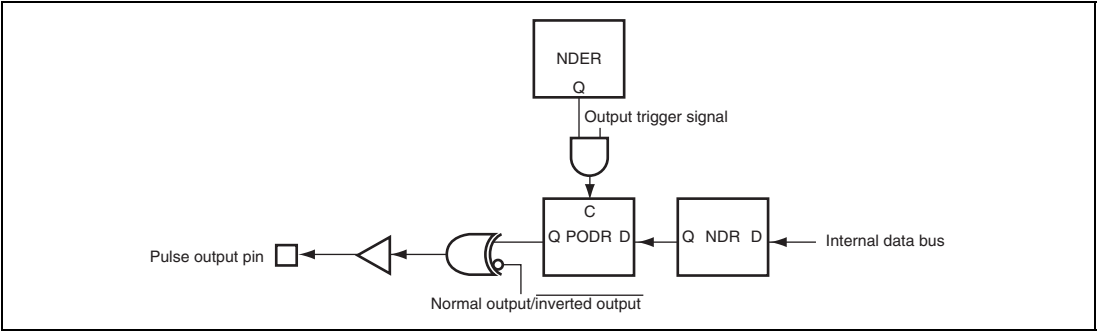 NDER
Q
Output trigger signal
C
Q PODR D
Q NDR D
Internal data bus
Pulse output pin
Normal output/inverted output